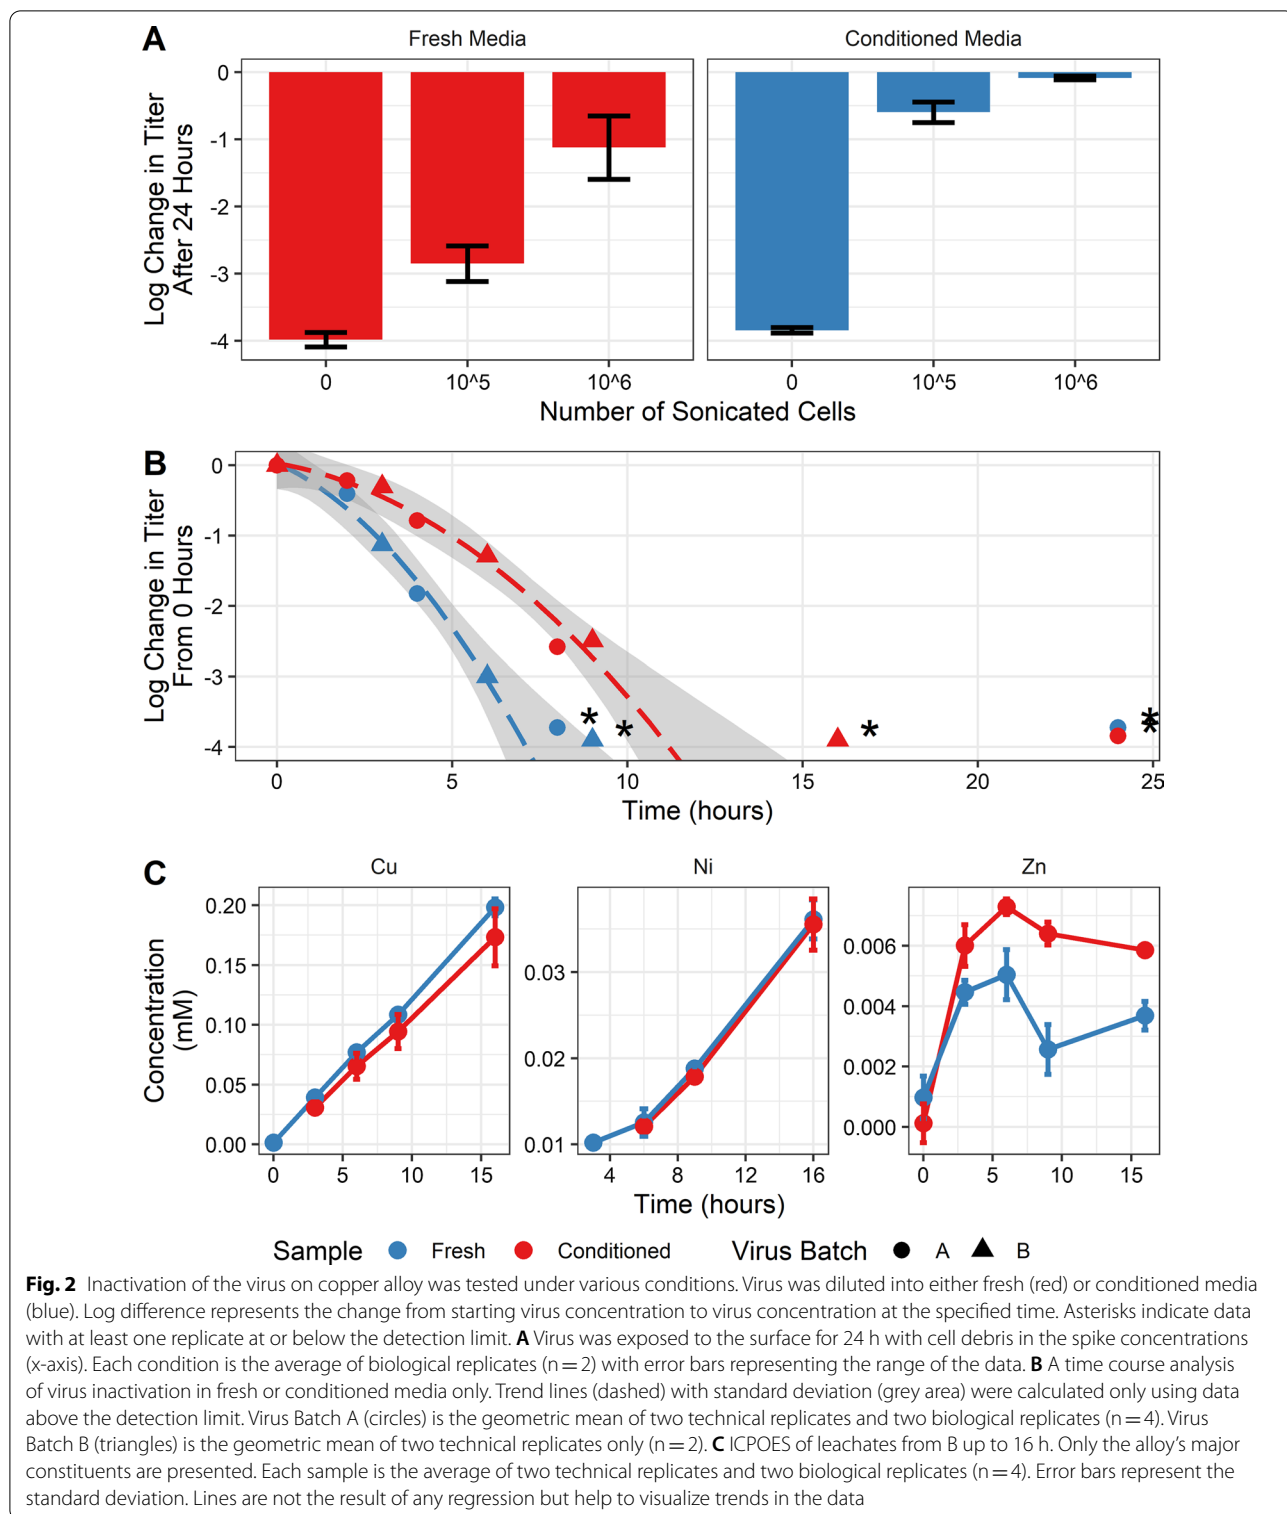 A
Fresh Media
Conditioned Media
Log Change in Titer
After 24 Hours
0
-1
-2
-3
-4
0
10^5
10^6
0
10^5
10^6
Number of Sonicated Cells
B
Log Change in Titer
From 0 Hours
0
-1
-2
-3
-4
*
*
*
*
*
0
5
10
15
20
25
Time (hours)
C
Cu
Ni
Zn
Concentration
(mM)
0.20
0.15
0.10
0.05
0.00
0.03
0.02
0.01
0.006
0.004
0.002
0.000
0
5
10
15
4
8
12
16
0
5
10
15
Time (hours)
Sample Fresh Conditioned Virus Batch A B
Fig. 2 Inactivation of the virus on copper alloy was tested under various conditions. Virus was diluted into either fresh (red) or conditioned media
(blue). Log difference represents the change from starting virus concentration to virus concentration at the specified time. Asterisks indicate data
with at least one replicate at or below the detection limit. A Virus was exposed to the surface for 24 h with cell debris in the spike concentrations
(x-axis). Each condition is the average of biological replicates (n = 2) with error bars representing the range of the data. B A time course analysis
of virus inactivation in fresh or conditioned media only. Trend lines (dashed) with standard deviation (grey area) were calculated only using data
above the detection limit. Virus Batch A (circles) is the geometric mean of two technical replicates and two biological replicates (n = 4). Virus
Batch B (triangles) is the geometric mean of two technical replicates only (n = 2). C ICPOES of leachates from B up to 16 h. Only the alloy's major
constituents are presented. Each sample is the average of two technical replicates and two biological replicates (n = 4). Error bars represent the
standard deviation. Lines are not the result of any regression but help to visualize trends in the data